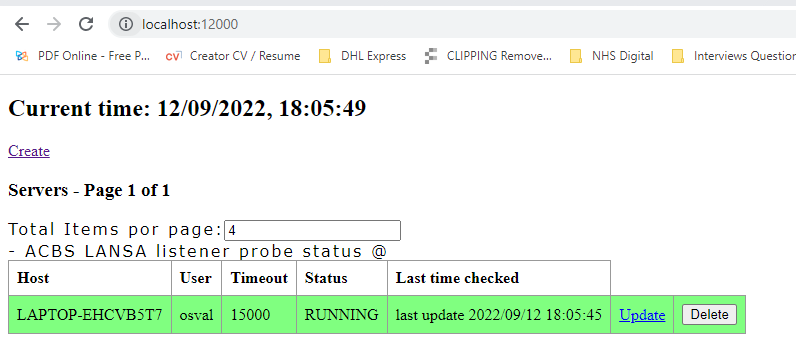 localhost:12000
PDF Online - Free P... Creator CV / Resume DHL Express CLIPPING Remove... NHS Digital Interviews Question
Current time: 12/09/2022, 18:05:49
Create
Servers - Page 1 of 1
Total Items por page: 4
- ACBS LANSA listener probe status @
Host User Timeout Status Last time checked
LAPTOP-EHCVB5T7 osval 15000 RUNNING last update 2022/09/12 18:05:45 Update Delete